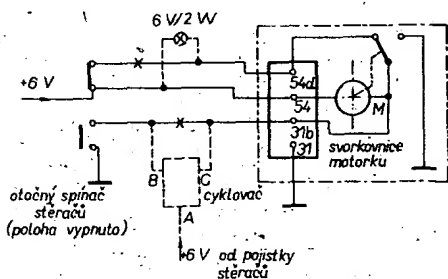 6 V/2 W
+6 V
54d
54
31b
31
M
svorkovnice
motorku
B
C
A
cyklovač
otočný spínač
stěračů
(poloha vypnuto)
+6 V od pojistky
stěračů